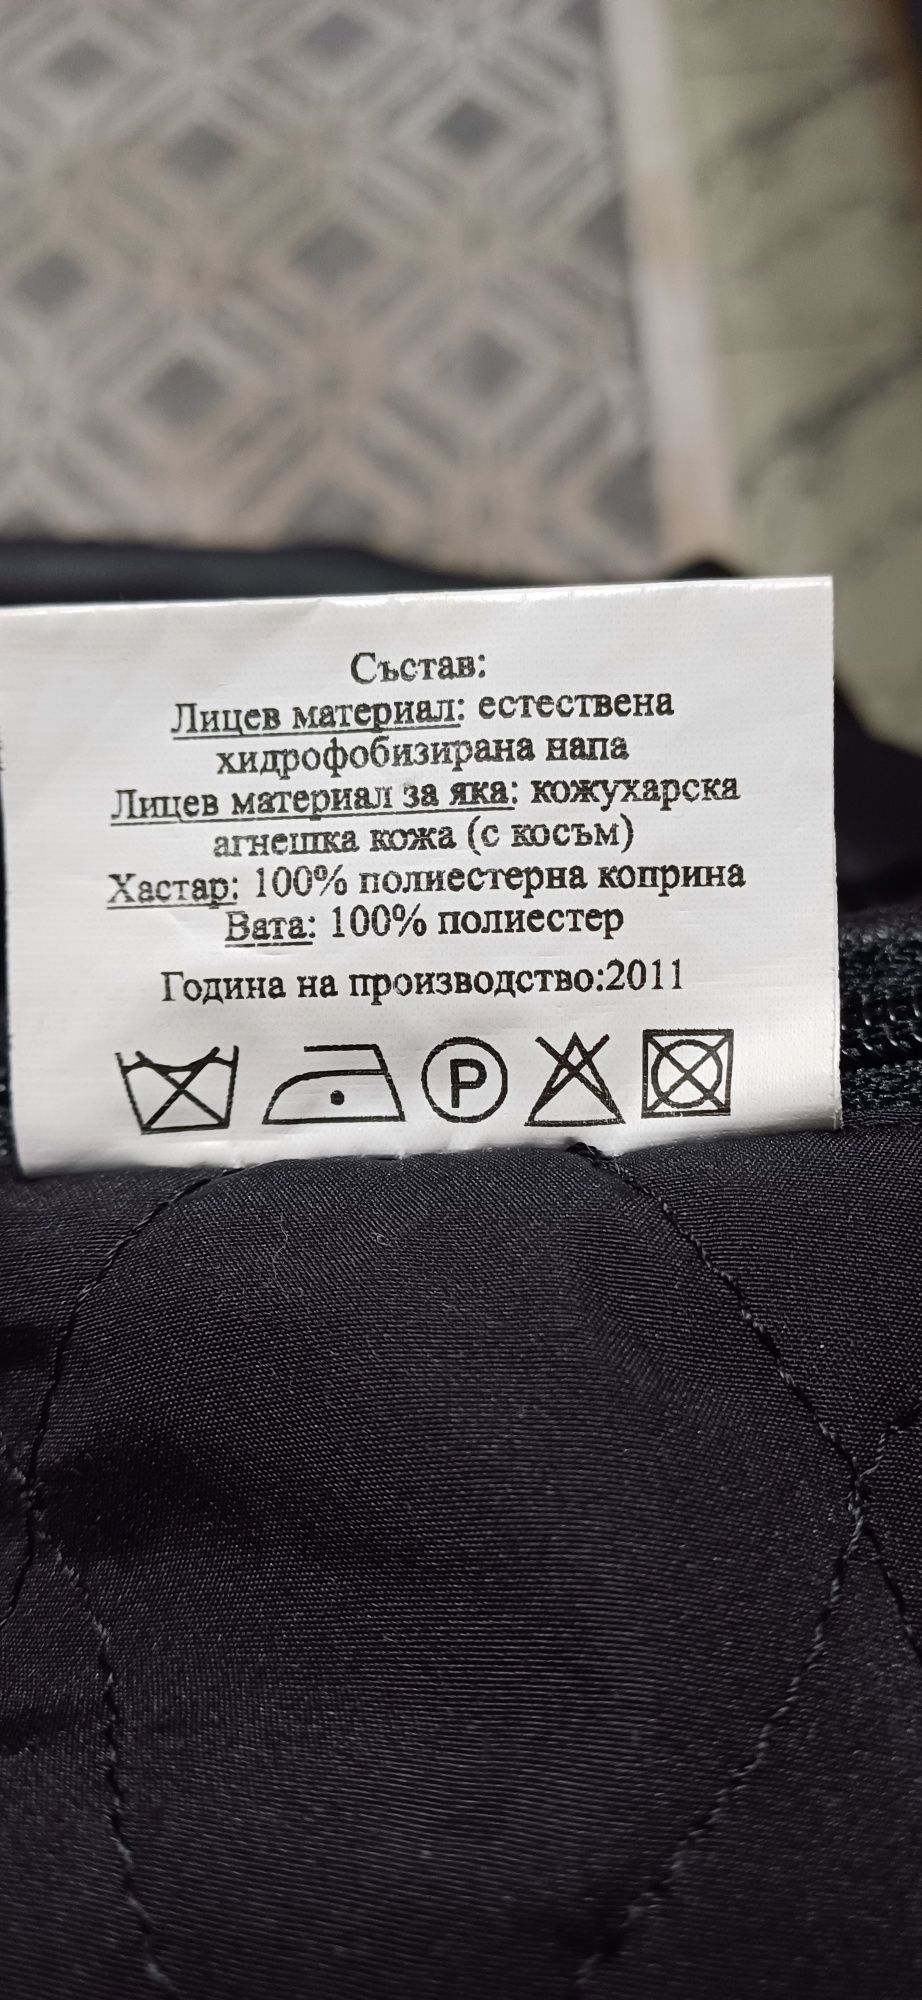 Състав:
Лицев материал: естествена
хидрофобизирана напа
Лицев материал за яка: кожухарска
агнешка кожа (с косъм)
Хастар: 100% полиестерна коприна
Вата: 100% полиестер
Година на производство:2011
P